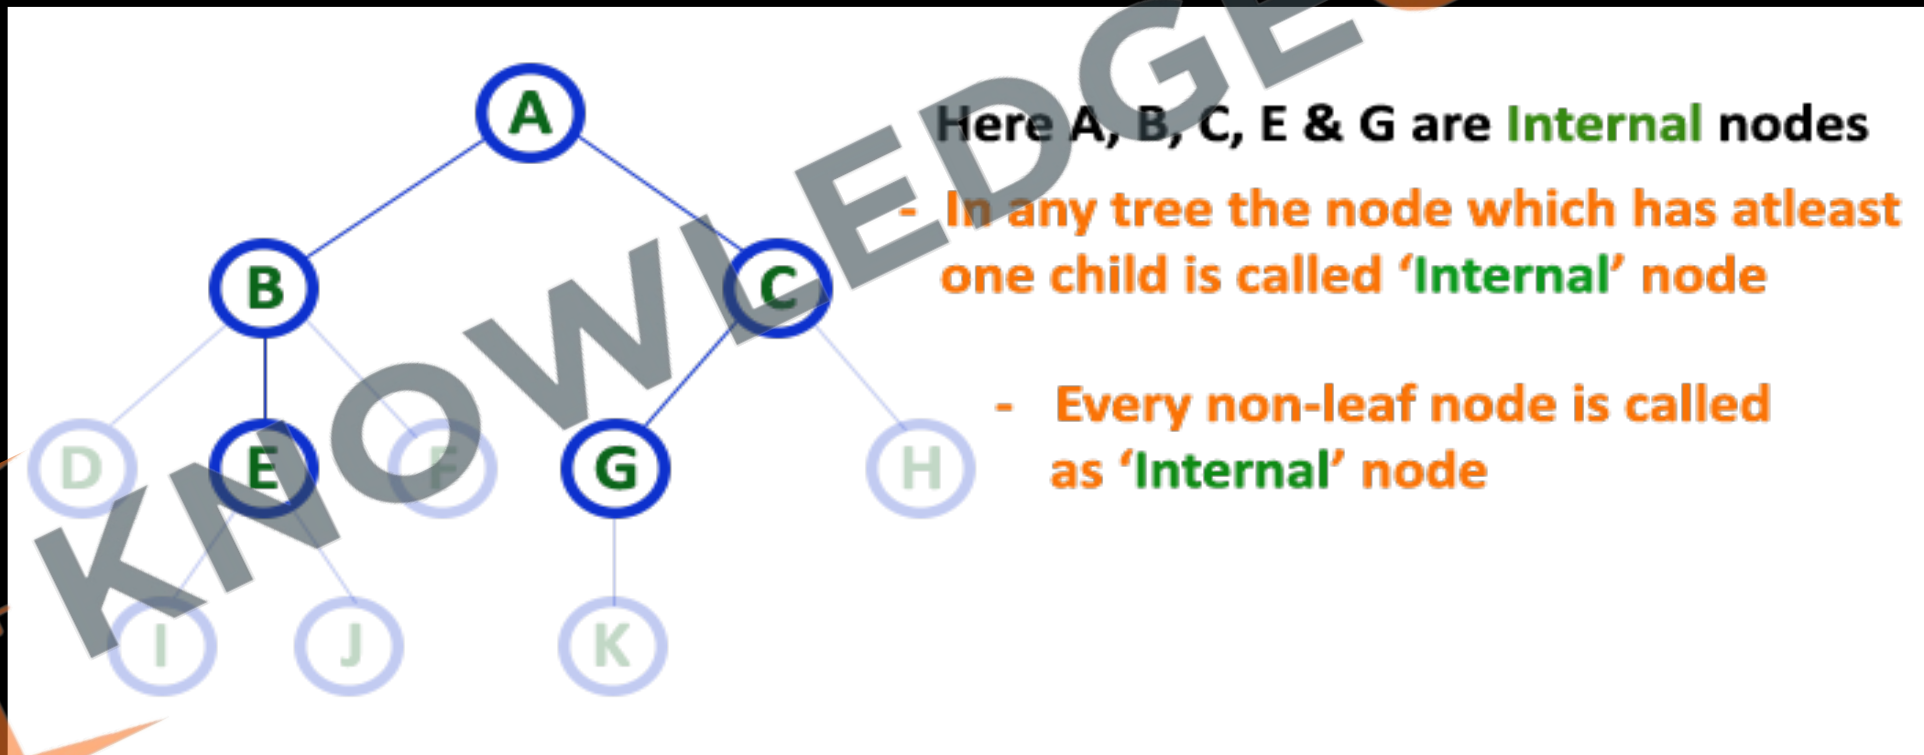 KNOWLEDGE
A
Here A, B, C, E & G are Internal nodes
- In any tree the node which has atleast
one child is called ‘Internal’ node
B
C
- Every non-leaf node is called
as ‘Internal’ node
D
E
F
G
H
I
J
K